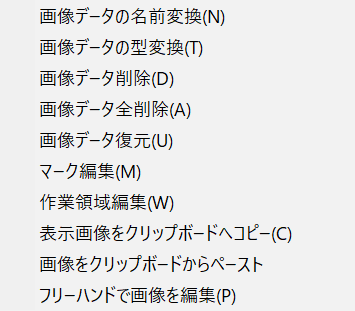 画像データの名前変換(N)
画像データの型変換(T)
画像データ削除(D)
画像データ全削除(A)
画像データ復元(U)
マーク編集(M)
作業領域編集(W)
表示画像をクリップボードへコピー(C)
画像をクリップボードからペースト
フリーハンドで画像を編集(P)